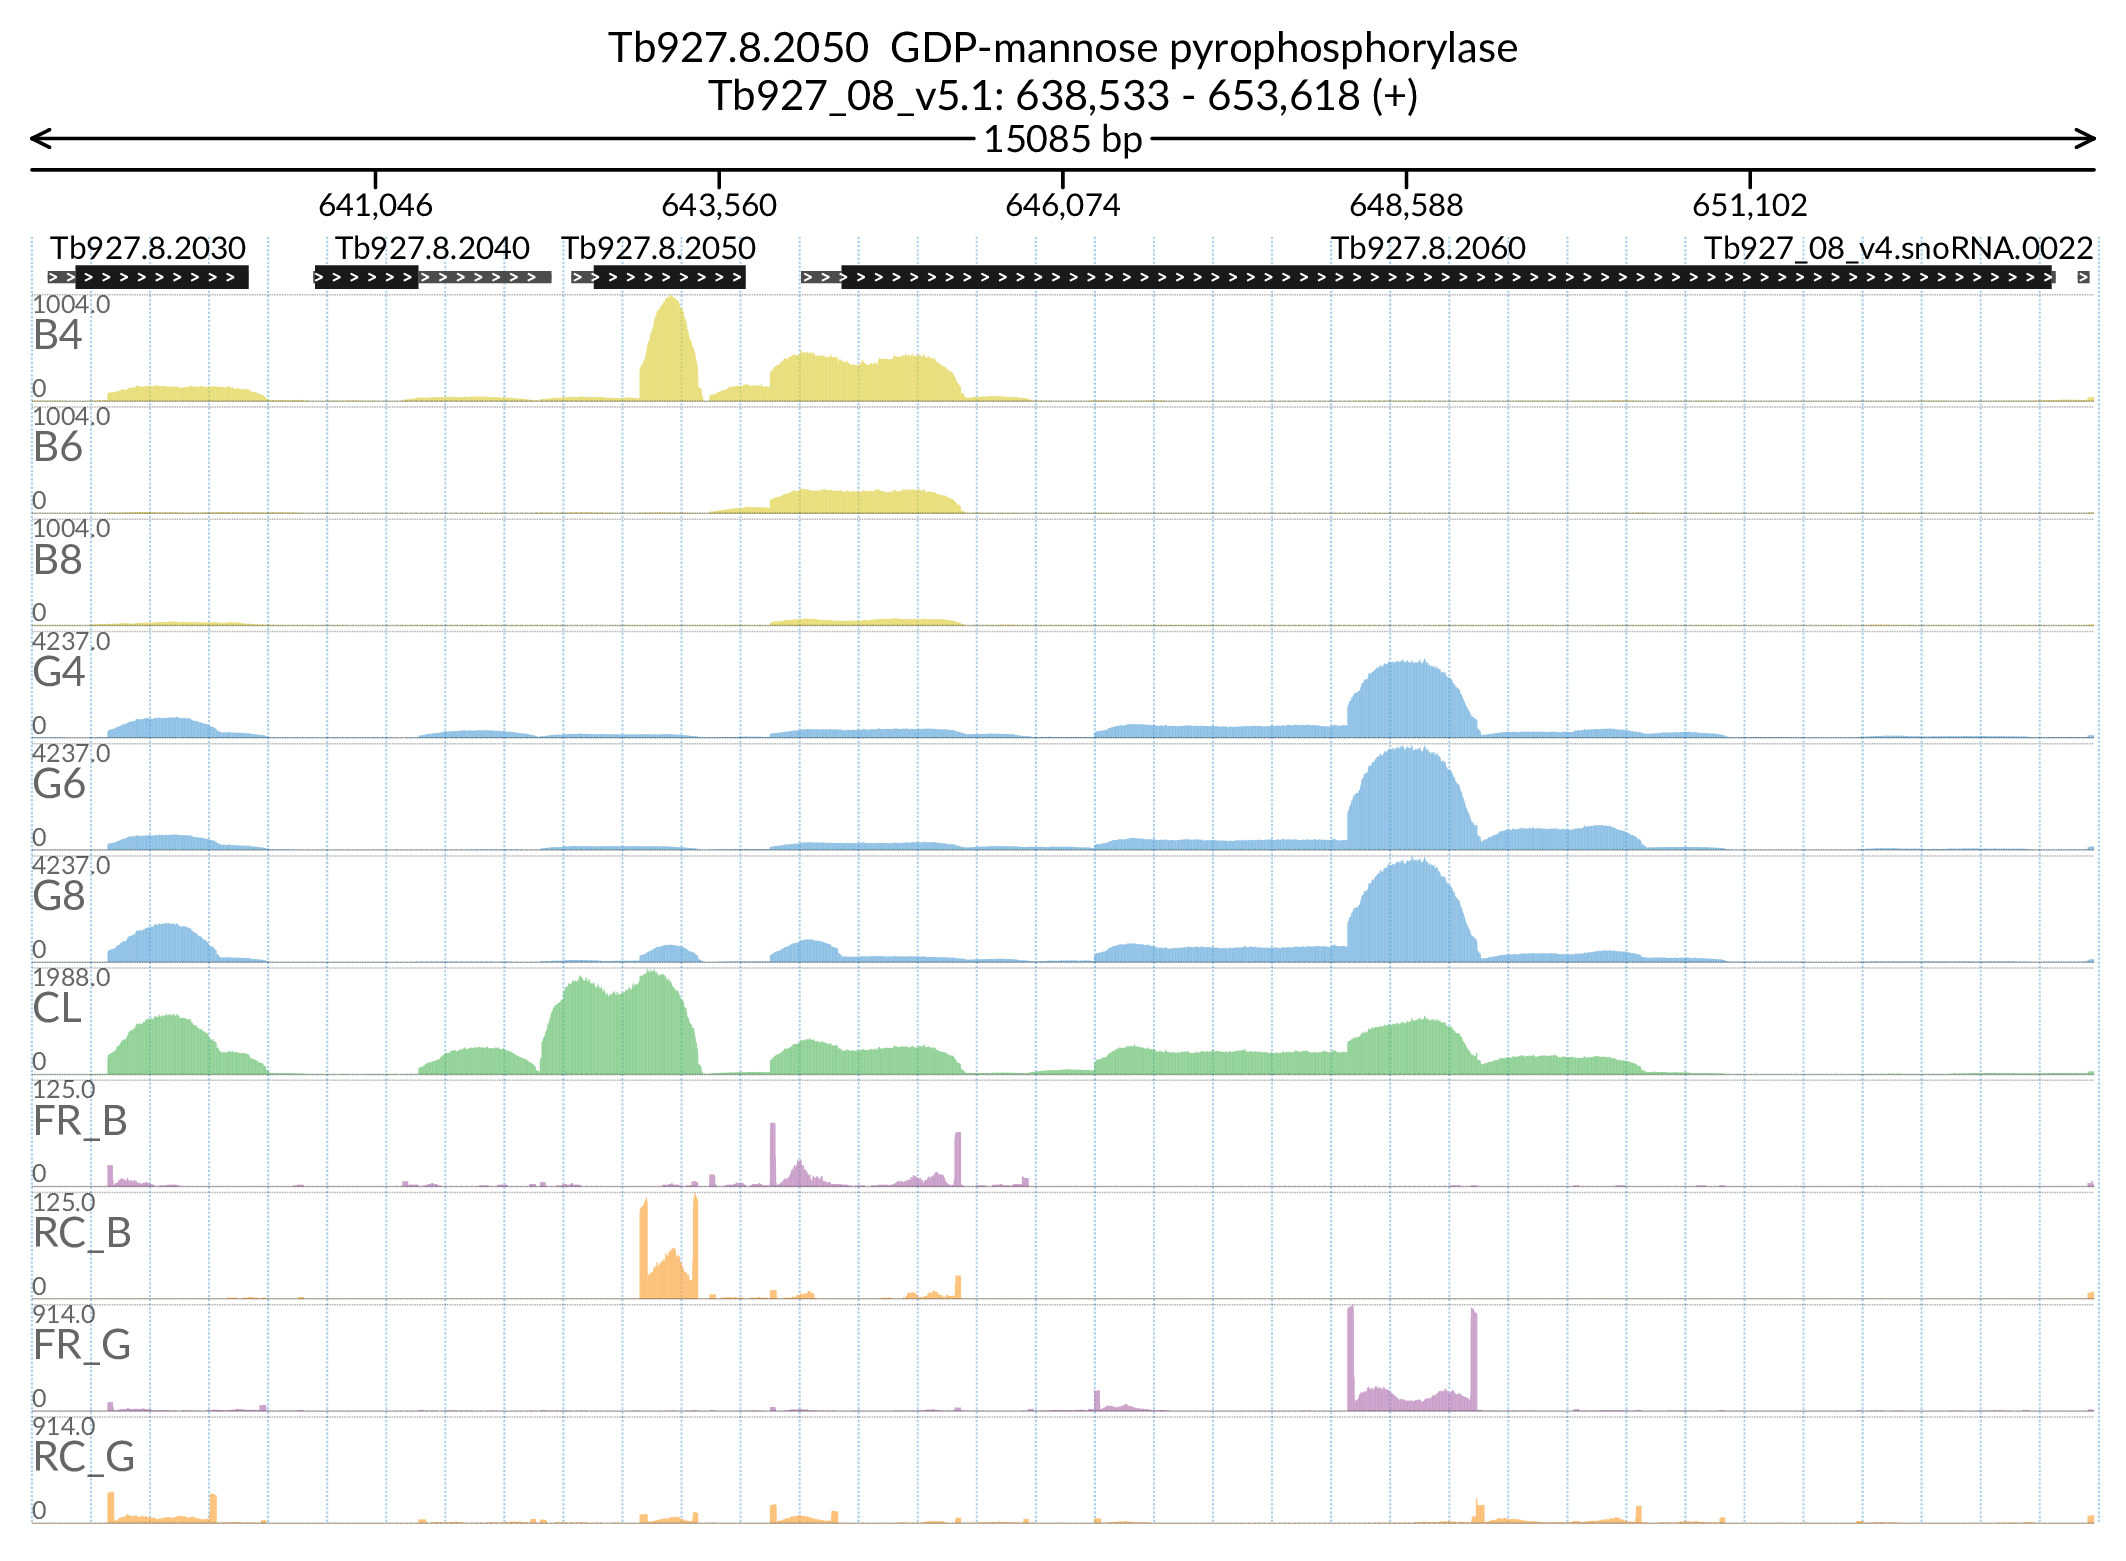 Tb927.8.2050  GDP-mannose pyrophosphorylase
Tb927_08_v5.1: 638,533 - 653,618 (+)
15085 bp
641,046 643,560 646,074 648,588 651,102
Tb927.8.2030 Tb927.8.2040 Tb927.8.2050 Tb927.8.2060 Tb927_08_v4.snoRNA.0022
1004.0
B4
0
1004.0
B6
0
1004.0
B8
0
4237.0
G4
0
4237.0
G6
0
4237.0
G8
0
1988.0
CL
0
125.0
FR_B
0
125.0
RC_B
0
914.0
FR_G
0
914.0
RC_G
0